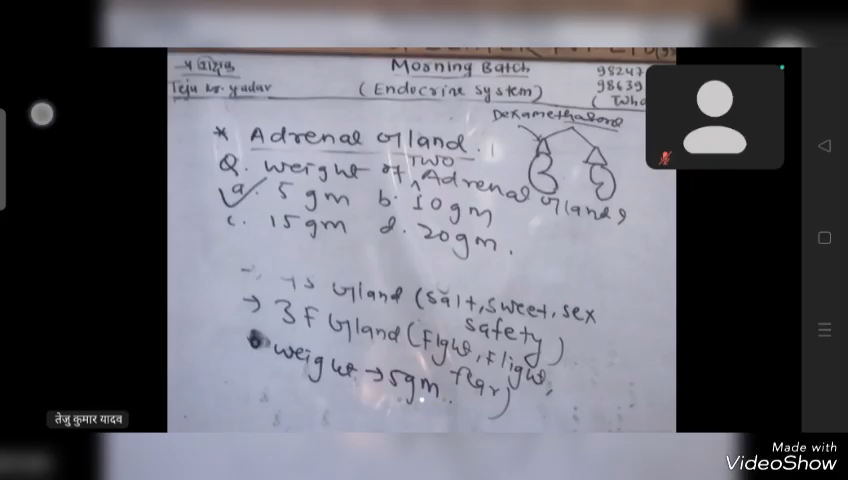 Morning Batch
98247
Teju Kr. Yadav
(Endocrine System)
98639
Dexamethasone
* Adrenal Gland.
TWO
Q. Weight of ^ Adrenal Glands
a. 5 gm b. 10 gm
c. 15 gm d. 20 gm.
Gland (salt, sweet, sex
safety)
→ 3F Gland (Fight, Flight,
Fear)
weight → 5gm
तेजु कुमार यादव
Made with
VideoShow